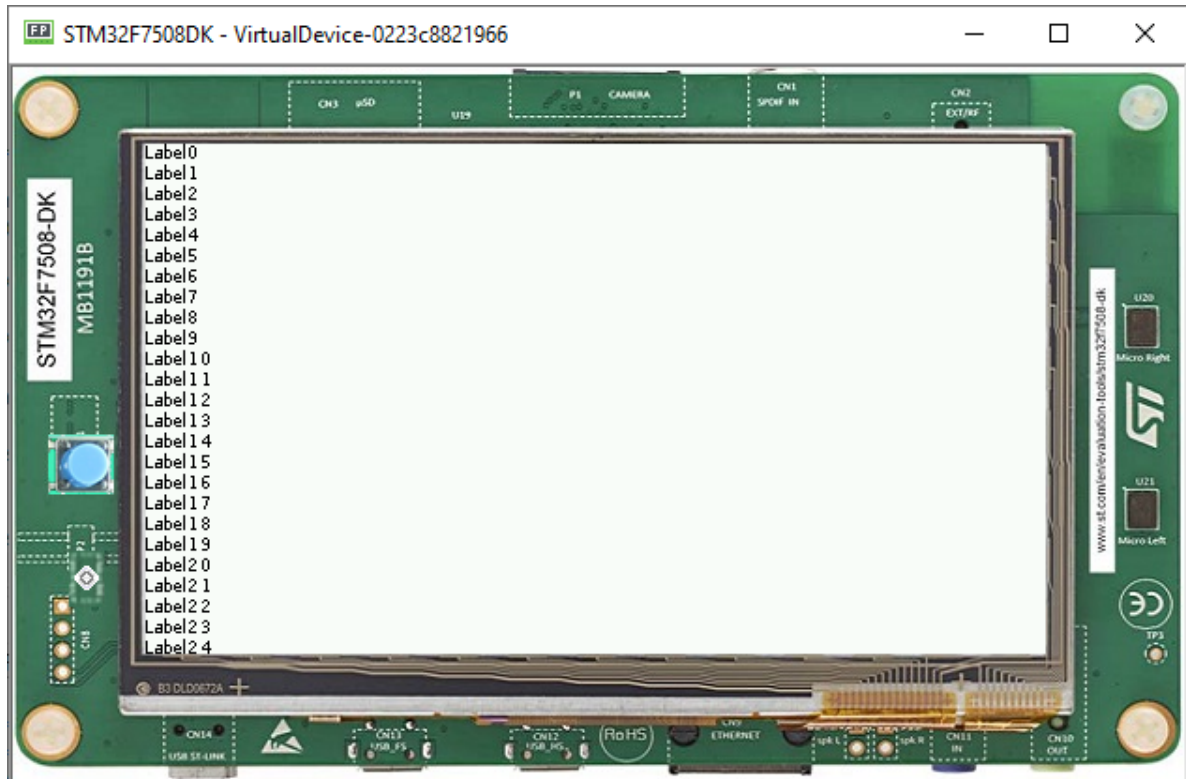 STM32F7508DK - VirtualDevice-0223c8821966
CN3 µSD
U19
P1 CAMERA
CN1
SPDIF IN
CN2
EXT/RF
STM32F7508-DK
MB1191B
Label0
Label1
Label2
Label3
Label4
Label5
Label6
Label7
Label8
Label9
Label10
Label11
Label12
Label13
Label14
Label15
Label16
Label17
Label18
Label19
Label20
Label21
Label22
Label23
Label24
www.st.com/en/evaluation-tools/stm32f7508-dk
U20
Micro Right
U21
Micro Left
TP3
P2
CN8
B3 DLD0672A
CN14
USB ST-LINK
CN13
USB_FS
CN12
USB_HS
RoHS
CN9
ETHERNET
spk L
spk R
CN11
IN
CN10
OUT